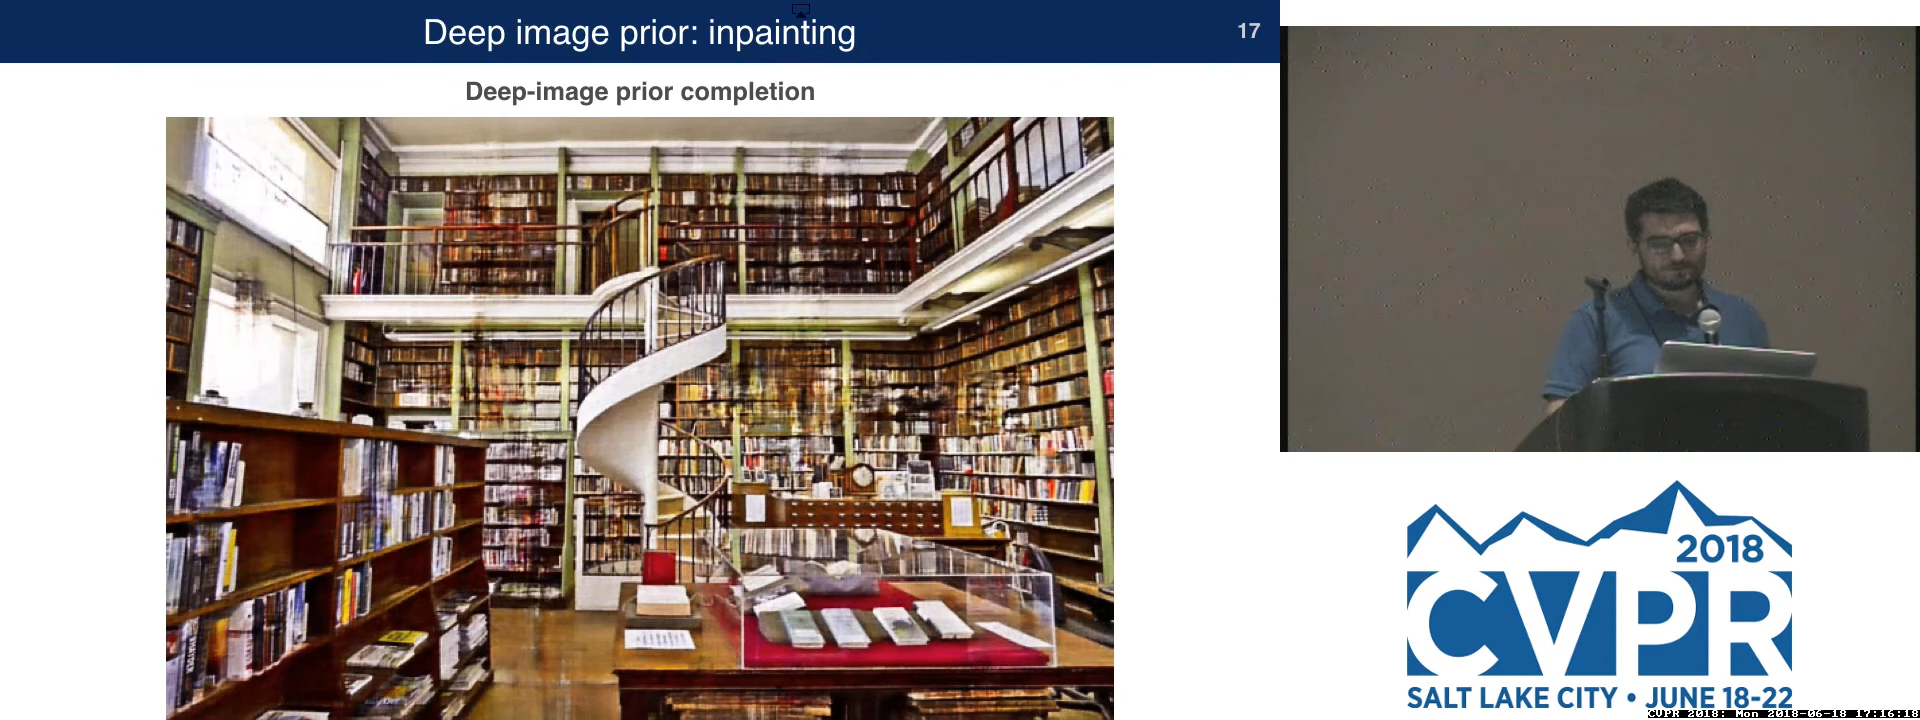 Deep image prior: inpainting
17
Deep-image prior completion
2018
CVPR
SALT LAKE CITY • JUNE 18-22
CVPR 2018: Mon 2018-06-18 17:16:18